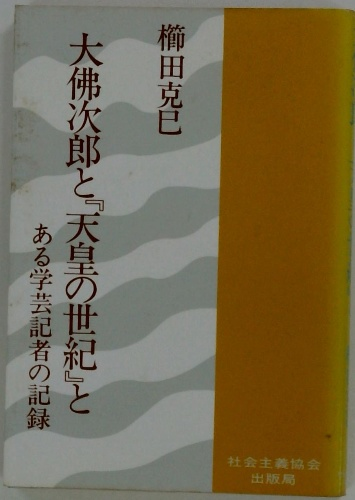 櫛田克巳
大佛次郎と『天皇の世紀』と
ある学芸記者の記録
社会主義協会
出版局